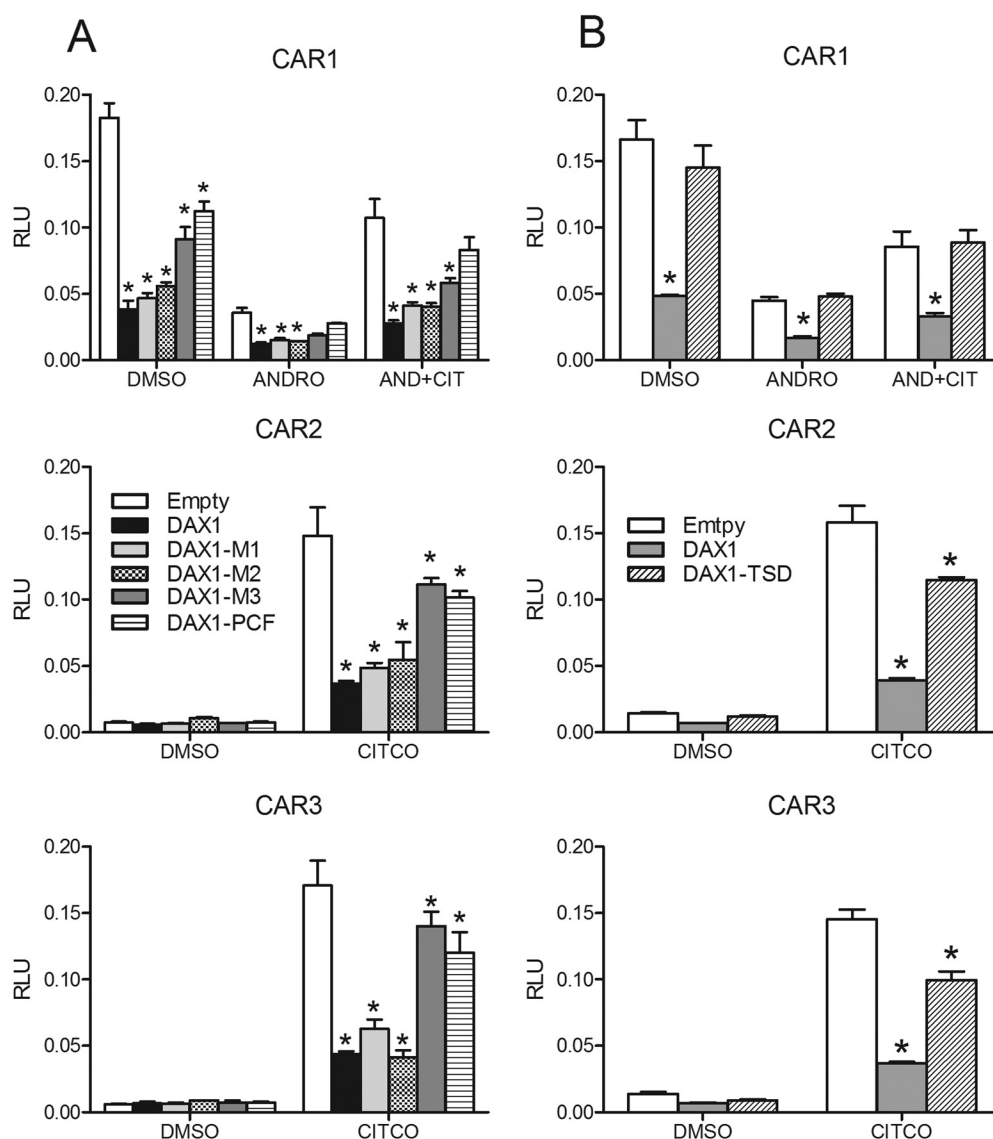 A
CAR1
RLU
0.20
0.15
0.10
0.05
0.00
* * * * *
* * *
* * * *
DMSO ANDRO AND+CIT
B
CAR1
RLU
0.20
0.15
0.10
0.05
0.00
* * *
DMSO ANDRO AND+CIT
CAR2
RLU
0.20
0.15
0.10
0.05
0.00
Empty
DAX1
DAX1-M1
DAX1-M2
DAX1-M3
DAX1-PCF
* * * * *
DMSO CITCO
CAR2
RLU
0.20
0.15
0.10
0.05
0.00
Emtpy
DAX1
DAX1-TSD
* *
DMSO CITCO
CAR3
RLU
0.20
0.15
0.10
0.05
0.00
* * * * *
DMSO CITCO
CAR3
RLU
0.20
0.15
0.10
0.05
0.00
* *
DMSO CITCO